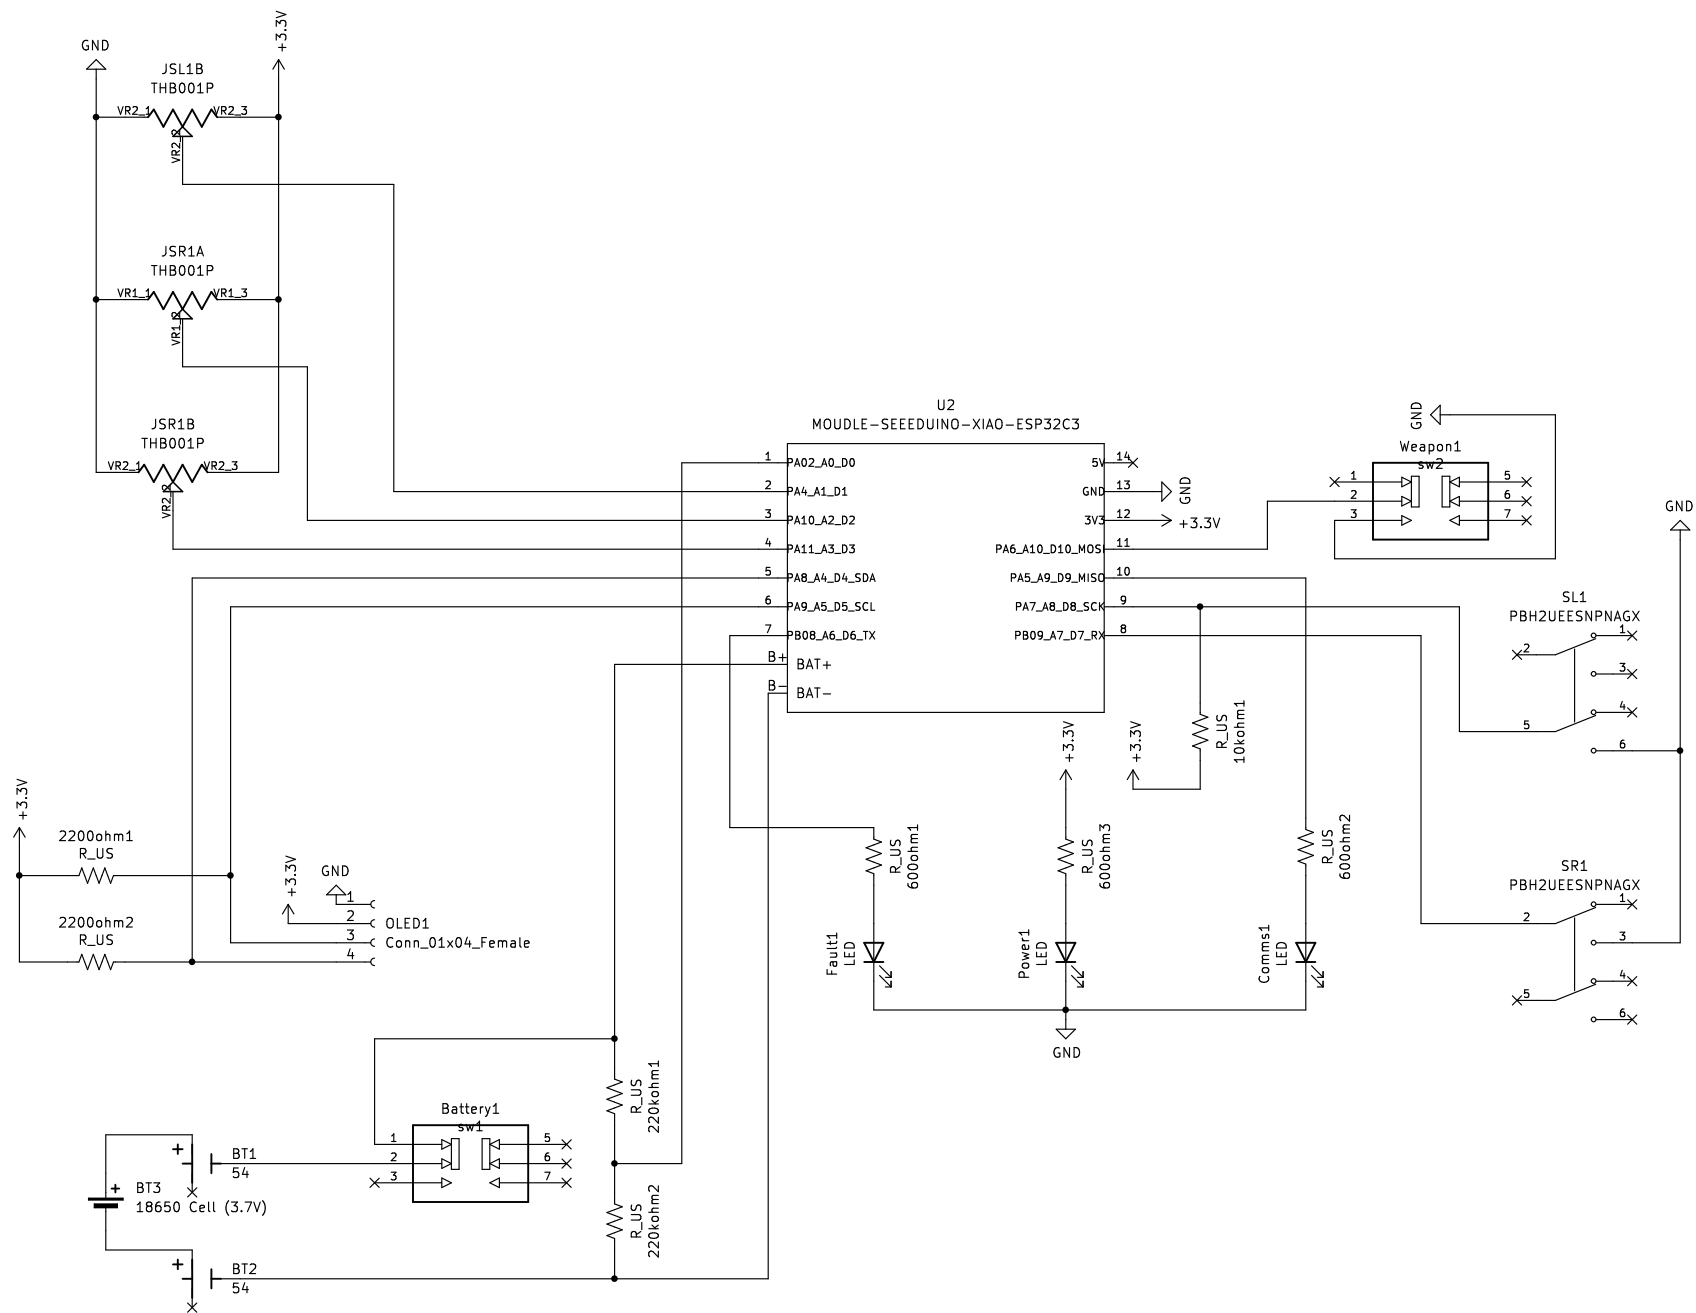 GND
+3.3V
JSL1B
THB001P
VR2_1
VR2_3
VR2_2
JSR1A
THB001P
VR1_1
VR1_3
VR1_2
JSR1B
THB001P
VR2_1
VR2_3
VR2_2
U2
MOUDLE-SEEEDUINO-XIAO-ESP32C3
1 PA02_A0_D0
2 PA4_A1_D1
3 PA10_A2_D2
4 PA11_A3_D3
5 PA8_A4_D4_SDA
6 PA9_A5_D5_SCL
7 PB08_A6_D6_TX
B+ BAT+
B- BAT-
5V 14
GND 13
3V3 12
PA6_A10_D10_MOSI 11
PA5_A9_D9_MISO 10
PA7_A8_D8_SCK 9
PB09_A7_D7_RX 8
GND
+3.3V
GND
Weapon1
sw2
1
2
3
5
6
7
GND
SL1
PBH2UEESNPNAGX
1
2
3
4
5
6
SR1
PBH2UEESNPNAGX
1
2
3
4
5
6
+3.3V
R_US
10kohm1
+3.3V
R_US
600ohm1
R_US
600ohm3
R_US
600ohm2
Fault1
LED
Power1
LED
Comms1
LED
GND
+3.3V
2200ohm1
R_US
2200ohm2
R_US
+3.3V
GND
1
2
3
4
OLED1
Conn_01x04_Female
R_US
220kohm1
R_US
220kohm2
Battery1
sw1
1
2
3
5
6
7
+
BT1
54
+
BT3
18650 Cell (3.7V)
+
BT2
54